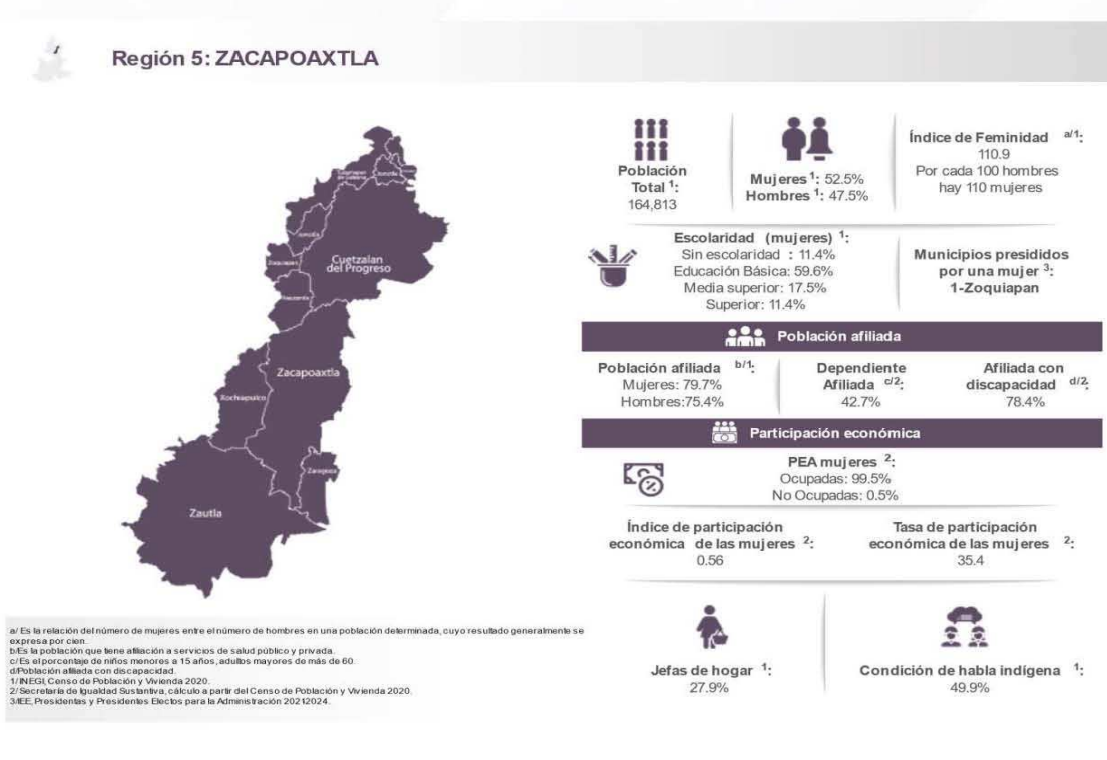 Región 5: ZACAPOAXTLA
Cuetzalan
del Progreso
Zacapoaxtla
Xochiapulco
Zaragoza
Zautla
Población
Total 1:
164,813
Mujeres 1: 52.5%
Hombres 1: 47.5%
Índice de Feminidad a/1:
110.9
Por cada 100 hombres
hay 110 mujeres
Escolaridad (mujeres) 1:
Sin escolaridad : 11.4%
Educación Básica: 59.6%
Media superior: 17.5%
Superior: 11.4%
Municipios presididos
por una mujer 3:
1-Zoquiapan
Población afiliada
Población afiliada b/1:
Mujeres: 79.7%
Hombres:75.4%
Dependiente
Afiliada c/2:
42.7%
Afiliada con
discapacidad d/2:
78.4%
Participación económica
PEA mujeres 2:
Ocupadas: 99.5%
No Ocupadas: 0.5%
Índice de participación
económica de las mujeres 2:
0.56
Tasa de participación
económica de las mujeres 2:
35.4
Jefas de hogar 1:
27.9%
Condición de habla indígena 1:
49.9%
a/ Es la relación del número de mujeres entre el número de hombres en una población determinada, cuyo resultado generalmente se
expresa por cien.
b/Es la población que tiene afiliación a servicios de salud público y privada.
c/ Es el porcentaje de niños menores a 15 años, adultos mayores de más de 60.
d/Población afiliada con discapacidad.
1/ INEGI, Censo de Población y Vivienda 2020.
2/ Secretaría de Igualdad Sustantiva, cálculo a partir del Censo de Población y Vivienda 2020.
3/IEE, Presidentas y Presidentes Electos para la Administración 20212024.